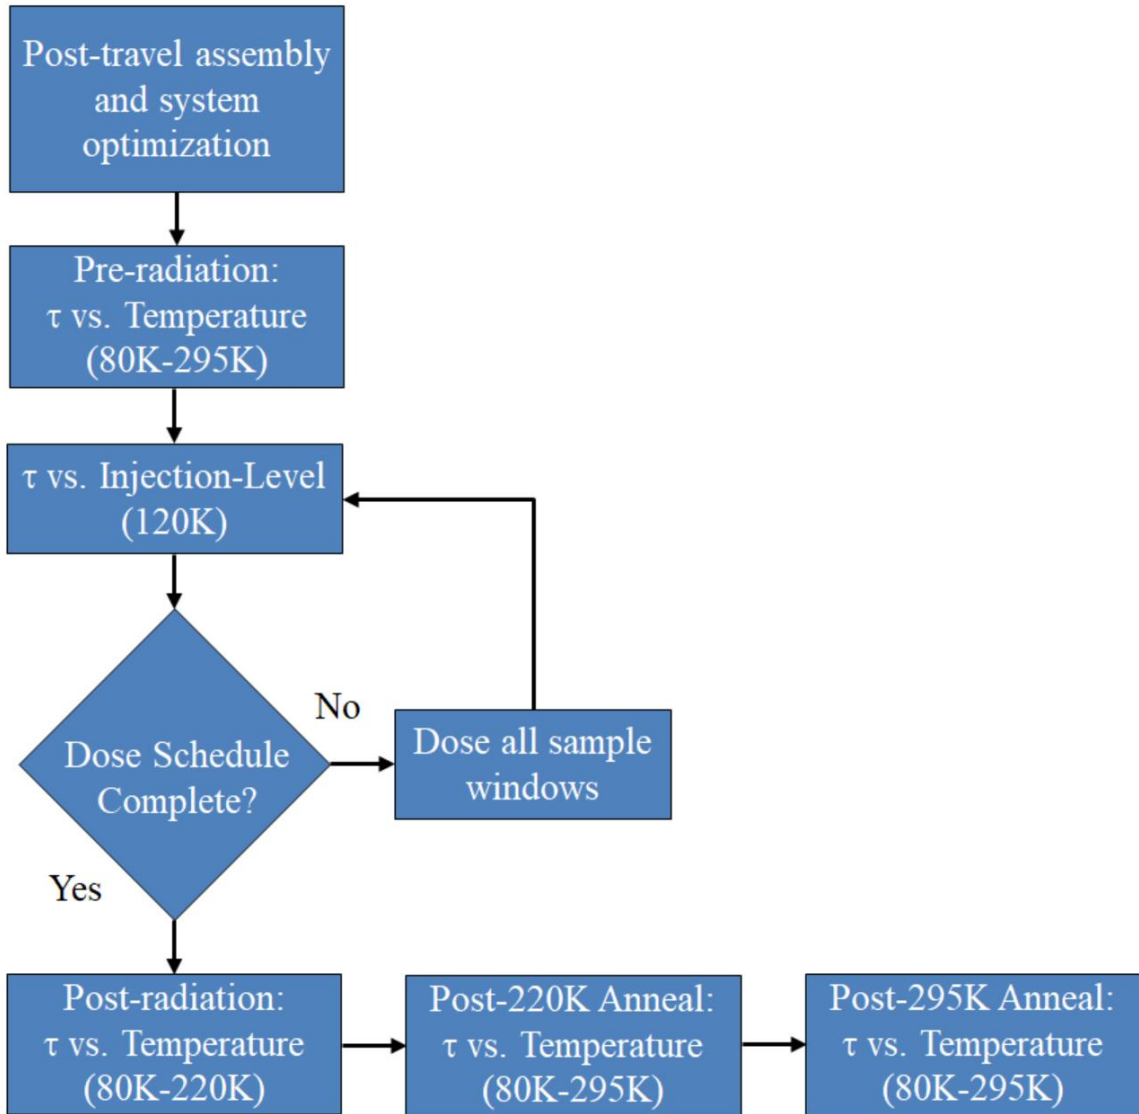 Post-travel assembly
and system
optimization
Pre-radiation:
τ vs. Temperature
(80K-295K)
τ vs. Injection-Level
(120K)
Dose Schedule
Complete?
No
Dose all sample
windows
Yes
Post-radiation:
τ vs. Temperature
(80K-220K)
Post-220K Anneal:
τ vs. Temperature
(80K-295K)
Post-295K Anneal:
τ vs. Temperature
(80K-295K)